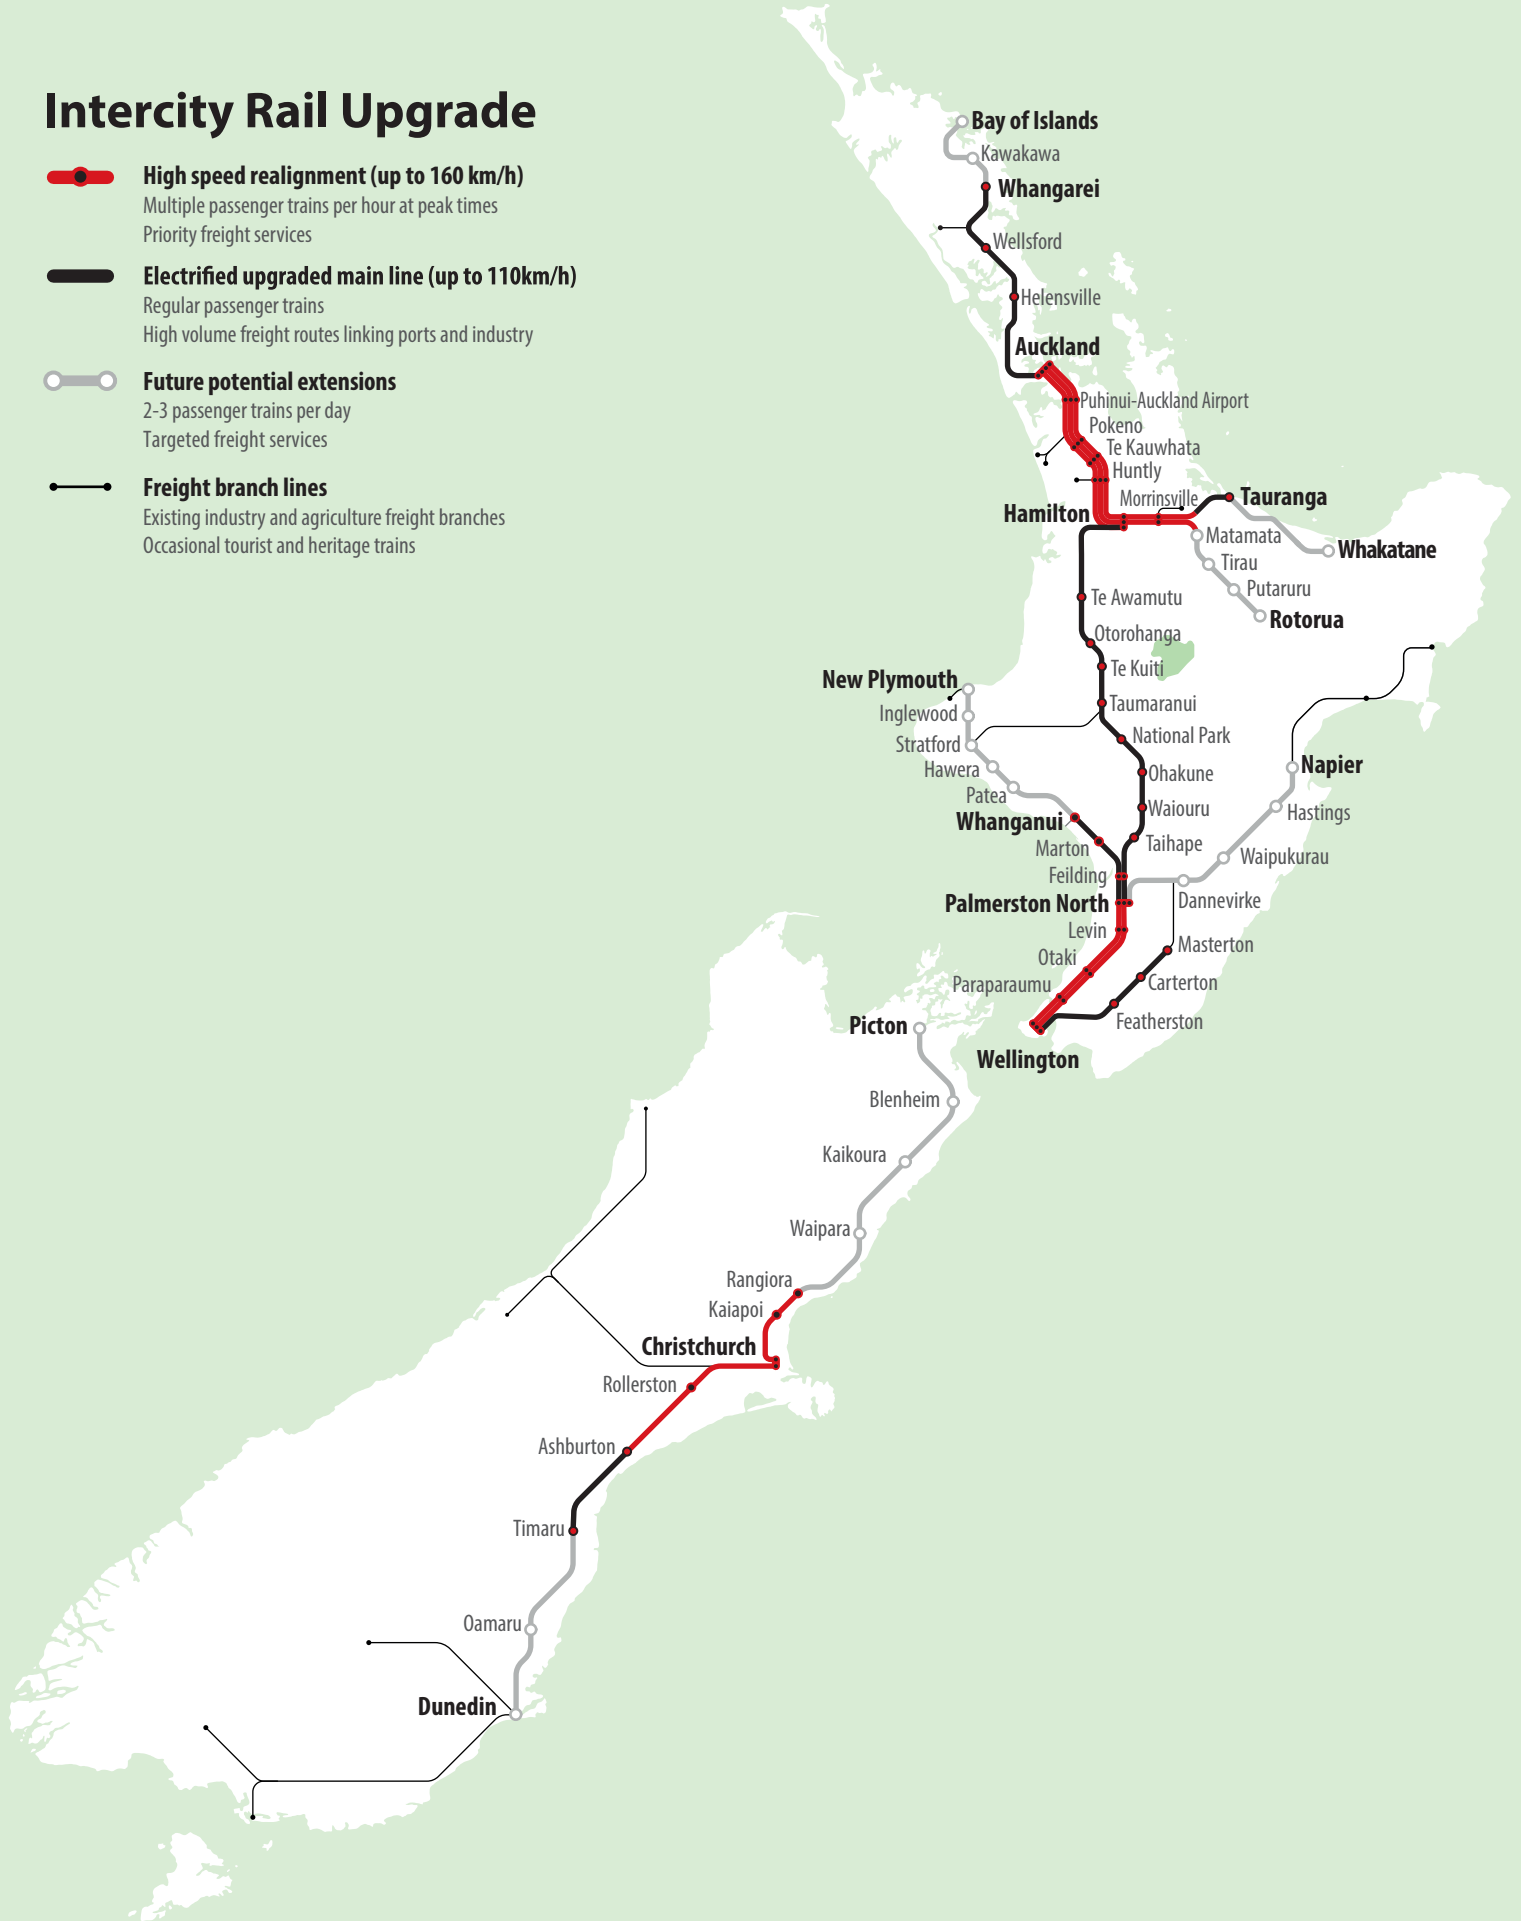 Intercity Rail Upgrade
High speed realignment (up to 160 km/h)
Multiple passenger trains per hour at peak times
Priority freight services
Electrified upgraded main line (up to 110km/h)
Regular passenger trains
High volume freight routes linking ports and industry
Future potential extensions
2-3 passenger trains per day
Targeted freight services
Freight branch lines
Existing industry and agriculture freight branches
Occasional tourist and heritage trains
Bay of Islands
Kawakawa
Whangarei
Wellsford
Helensville
Auckland
Puhinui-Auckland Airport
Pokeno
Te Kauwhata
Huntly
Morrinsville
Tauranga
Hamilton
Matamata
Whakatane
Tirau
Putaruru
Rotorua
Te Awamutu
Otorohanga
Te Kuiti
New Plymouth
Taumaranui
Inglewood
National Park
Stratford
Napier
Hawera
Ohakune
Patea
Waiouru
Hastings
Whanganui
Taihape
Marton
Waipukurau
Feilding
Dannevirke
Palmerston North
Levin
Masterton
Otaki
Carterton
Paraparaumu
Featherston
Picton
Wellington
Blenheim
Kaikoura
Waipara
Rangiora
Kaiapoi
Christchurch
Rollerston
Ashburton
Timaru
Oamaru
Dunedin